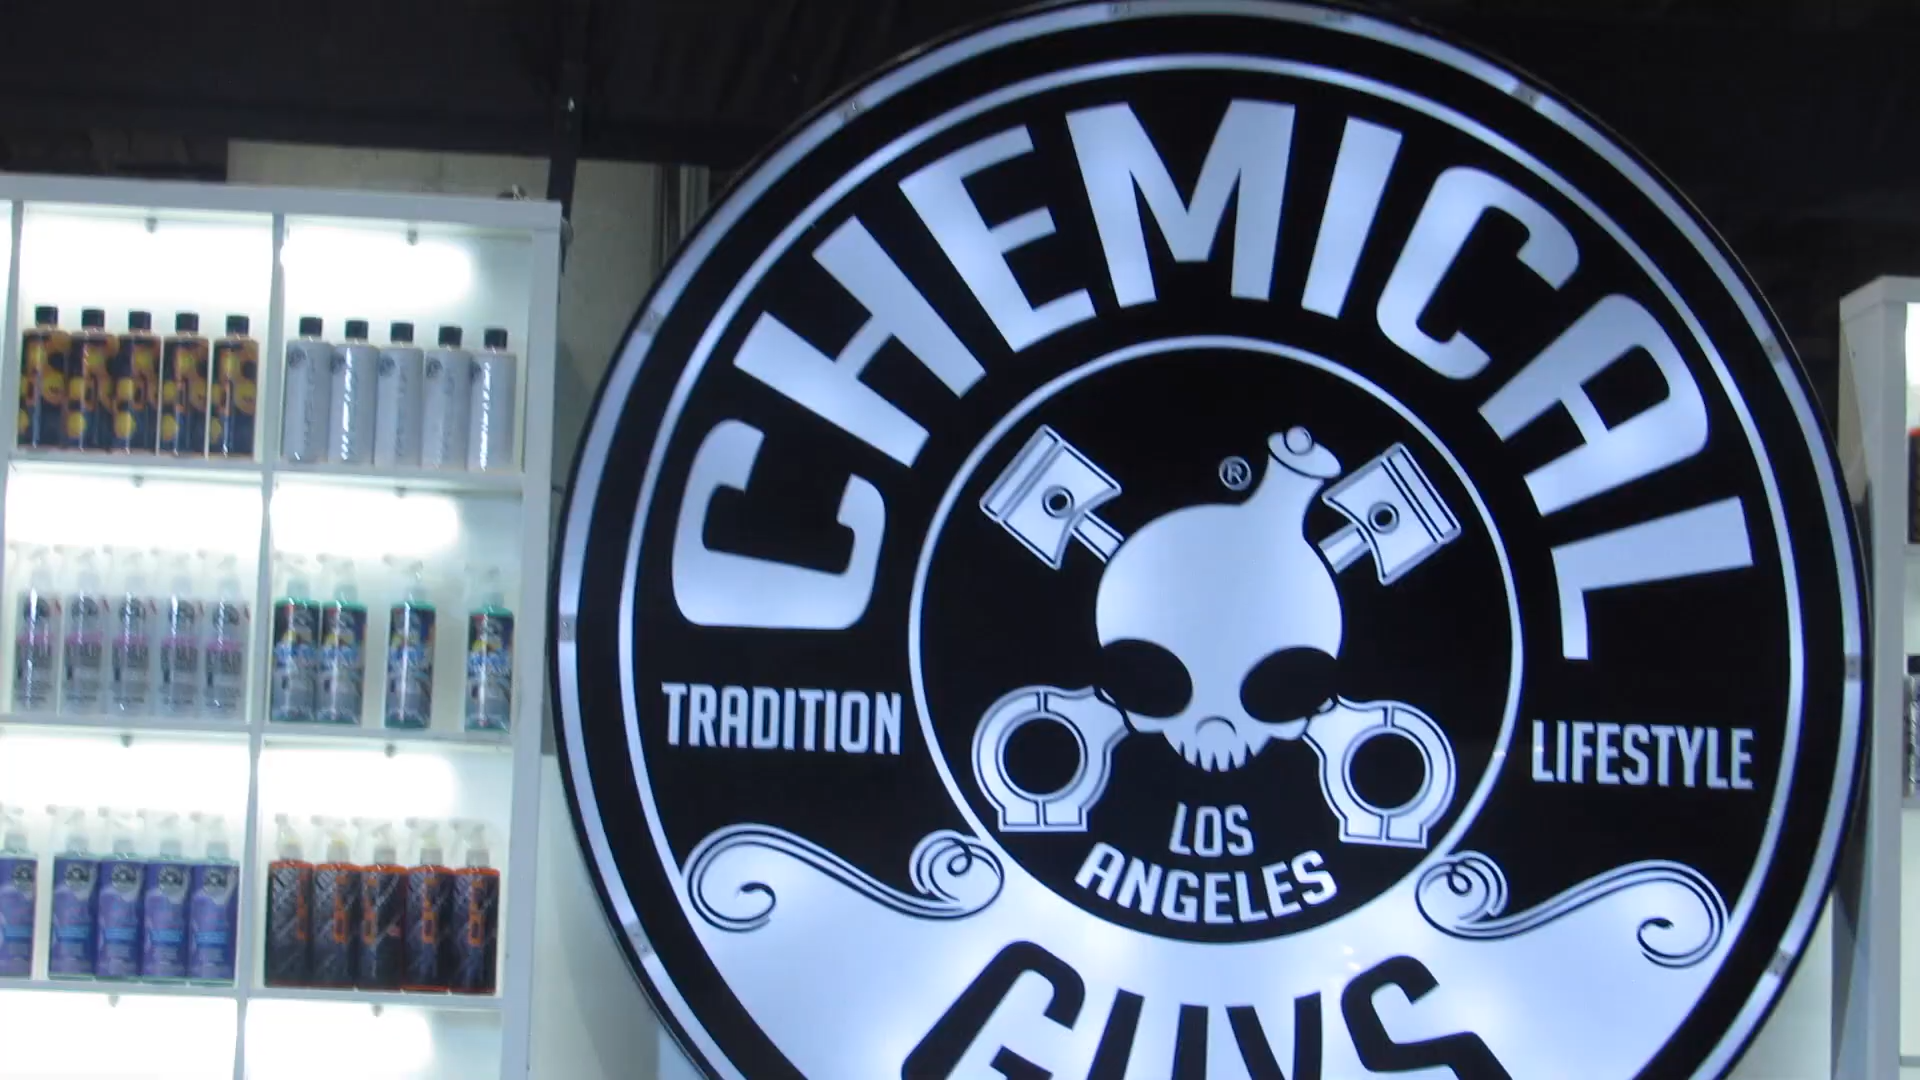 CHEMICAL
®
TRADITION
LIFESTYLE
LOS
ANGELES
GUYS